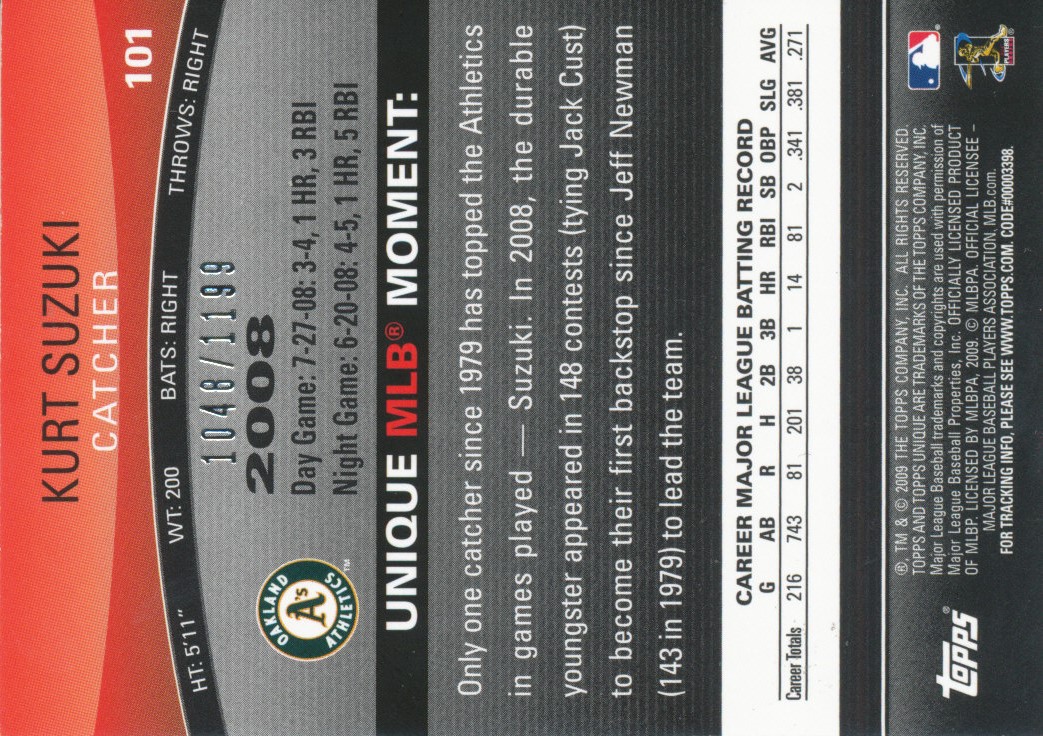 101
KURT SUZUKI
CATCHER
HT: 5'11" WT: 200 BATS: RIGHT THROWS: RIGHT
1048/1199
OAKLAND
A's
ATHLETICS
TM
2008
Day Game: 7-27-08: 3-4, 1 HR, 3 RBI
Night Game: 6-20-08: 4-5, 1 HR, 5 RBI
UNIQUE MLB® MOMENT:
Only one catcher since 1979 has topped the Athletics
in games played — Suzuki. In 2008, the durable
youngster appeared in 148 contests (tying Jack Cust)
to become their first backstop since Jeff Newman
(143 in 1979) to lead the team.
CAREER MAJOR LEAGUE BATTING RECORD
G AB R H 2B 3B HR RBI SB OBP SLG AVG
Career Totals 216 743 81 201 38 1 14 81 2 .341 .381 .271
topps®
®, TM & © 2009 THE TOPPS COMPANY, INC. ALL RIGHTS RESERVED.
TOPPS AND TOPPS UNIQUE ARE TRADEMARKS OF THE TOPPS COMPANY, INC.
Major League Baseball trademarks and copyrights are used with permission of
Major League Baseball Properties, Inc. OFFICIALLY LICENSED PRODUCT
OF MLBP. LICENSED BY MLBPA, 2009. © MLBPA, OFFICIAL LICENSEE –
MAJOR LEAGUE BASEBALL PLAYERS ASSOCIATION, MLB.com.
FOR TRACKING INFO, PLEASE SEE WWW.TOPPS.COM. CODE#00003398.
PLAYERS